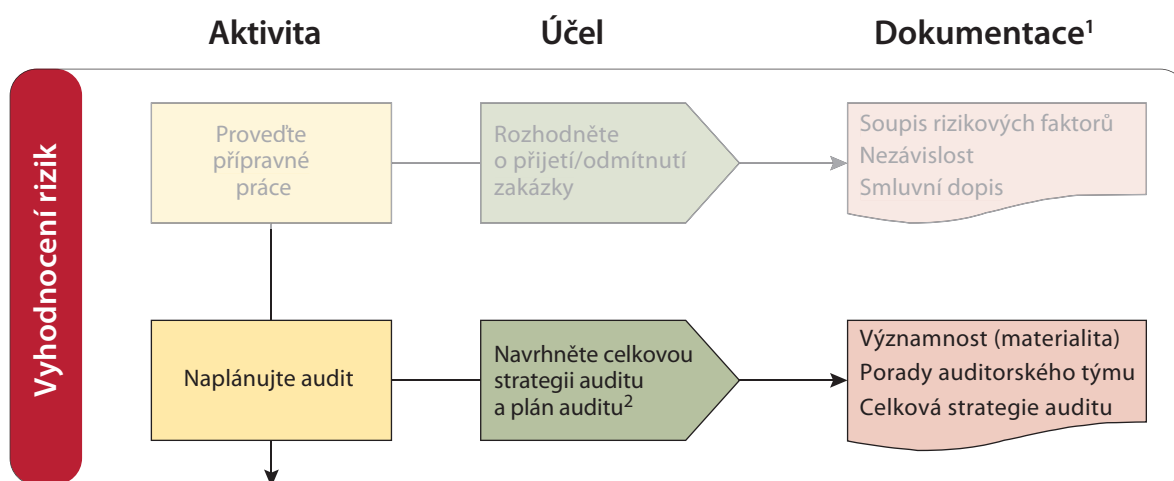 Aktivita
Účel
Dokumentace¹
Vyhodnocení rizik
Proveďte
přípravné
práce
Rozhodněte
o přijetí/odmítnutí
zakázky
Soupis rizikových faktorů
Nezávislost
Smluvní dopis
Naplánujte audit
Navrhněte celkovou
strategii auditu
a plán auditu²
Významnost (materialita)
Porady auditorského týmu
Celková strategie auditu